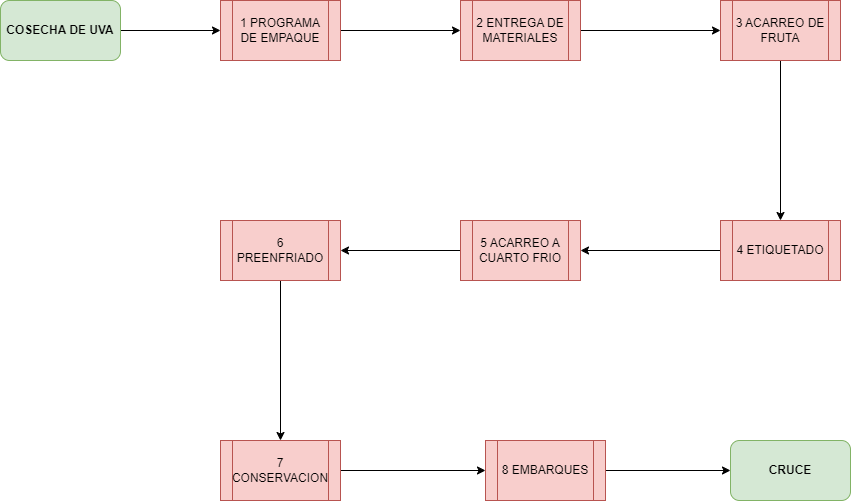 COSECHA DE UVA
1 PROGRAMA
DE EMPAQUE
2 ENTREGA DE
MATERIALES
3 ACARREO DE
FRUTA
4 ETIQUETADO
5 ACARREO A
CUARTO FRIO
6
PREENFRIADO
7
CONSERVACION
8 EMBARQUES
CRUCE